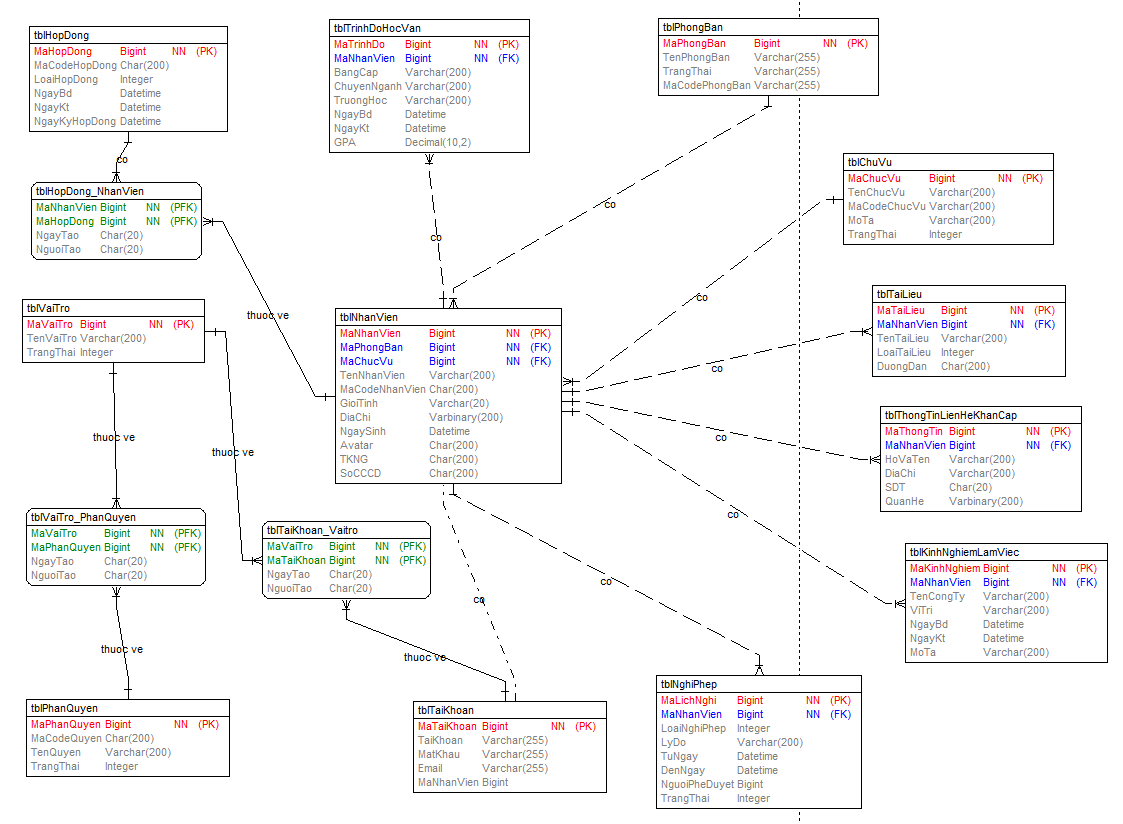 tblHopDong
MaHopDong Bigint NN (PK)
MaCodeHopDong Char(200)
LoaiHopDong Integer
NgayBd Datetime
NgayKt Datetime
NgayKyHopDong Datetime
tblTrinhDoHocVan
MaTrinhDo Bigint NN (PK)
MaNhanVien Bigint NN (FK)
BangCap Varchar(200)
ChuyenNganh Varchar(200)
TruongHoc Varchar(200)
NgayBd Datetime
NgayKt Datetime
GPA Decimal(10,2)
tblPhongBan
MaPhongBan Bigint NN (PK)
TenPhongBan Varchar(255)
TrangThai Varchar(255)
MaCodePhongBan Varchar(255)
co
tblHopDong_NhanVien
MaNhanVien Bigint NN (PFK)
MaHopDong Bigint NN (PFK)
NgayTao Char(20)
NguoiTao Char(20)
co
co
tblChuVu
MaChucVu Bigint NN (PK)
TenChucVu Varchar(200)
MaCodeChucVu Varchar(200)
MoTa Varchar(200)
TrangThai Integer
thuoc ve
co
tblVaiTro
MaVaiTro Bigint NN (PK)
TenVaiTro Varchar(200)
TrangThai Integer
tblNhanVien
MaNhanVien Bigint NN (PK)
MaPhongBan Bigint NN (FK)
MaChucVu Bigint NN (FK)
TenNhanVien Varchar(200)
MaCodeNhanVien Char(200)
GioiTinh Varchar(20)
DiaChi Varbinary(200)
NgaySinh Datetime
Avatar Char(200)
TKNG Char(200)
SoCCCD Char(200)
tblTaiLieu
MaTaiLieu Bigint NN (PK)
MaNhanVien Bigint NN (FK)
TenTaiLieu Varchar(200)
LoaiTaiLieu Integer
DuongDan Char(200)
co
tblThongTinLienHeKhanCap
MaThongTin Bigint NN (PK)
MaNhanVien Bigint NN (FK)
HoVaTen Varchar(200)
DiaChi Varchar(200)
SDT Char(20)
QuanHe Varbinary(200)
co
thuoc ve
thuoc ve
co
tblVaiTro_PhanQuyen
MaVaiTro Bigint NN (PFK)
MaPhanQuyen Bigint NN (PFK)
NgayTao Char(20)
NguoiTao Char(20)
tblTaiKhoan_Vaitro
MaVaiTro Bigint NN (PFK)
MaTaiKhoan Bigint NN (PFK)
NgayTao Char(20)
NguoiTao Char(20)
tblKinhNghiemLamViec
MaKinhNghiem Bigint NN (PK)
MaNhanVien Bigint NN (FK)
TenCongTy Varchar(200)
ViTri Varchar(200)
NgayBd Datetime
NgayKt Datetime
MoTa Varchar(200)
co
co
thuoc ve
thuoc ve
tblPhanQuyen
MaPhanQuyen Bigint NN (PK)
MaCodeQuyen Char(200)
TenQuyen Varchar(200)
TrangThai Integer
tblTaiKhoan
MaTaiKhoan Bigint NN (PK)
TaiKhoan Varchar(255)
MatKhau Varchar(255)
Email Varchar(255)
MaNhanVien Bigint
tblNghiPhep
MaLichNghi Bigint NN (PK)
MaNhanVien Bigint NN (FK)
LoaiNghiPhep Integer
LyDo Varchar(200)
TuNgay Datetime
DenNgay Datetime
NguoiPheDuyet Bigint
TrangThai Integer